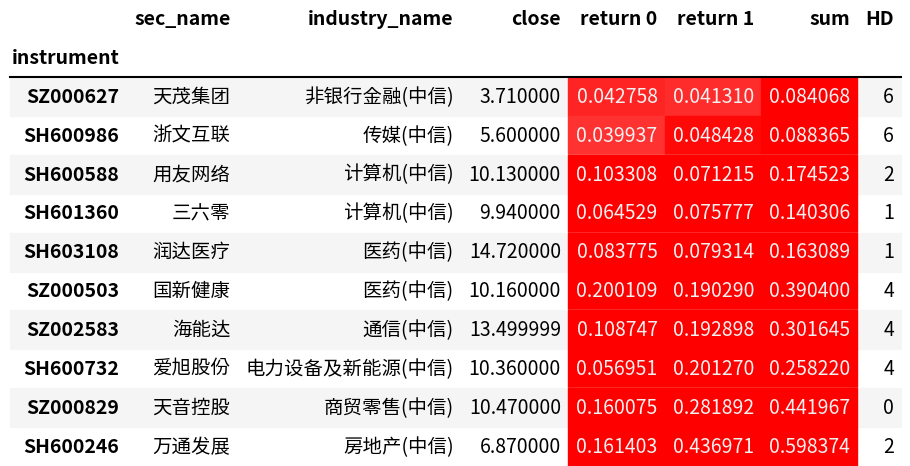 sec_name industry_name close return 0 return 1 sum HD
instrument
SZ000627 天茂集团 非银行金融(中信) 3.710000 0.042758 0.041310 0.084068 6
SH600986 浙文互联 传媒(中信) 5.600000 0.039937 0.048428 0.088365 6
SH600588 用友网络 计算机(中信) 10.130000 0.103308 0.071215 0.174523 2
SH601360 三六零 计算机(中信) 9.940000 0.064529 0.075777 0.140306 1
SH603108 润达医疗 医药(中信) 14.720000 0.083775 0.079314 0.163089 1
SZ000503 国新健康 医药(中信) 10.160000 0.200109 0.190290 0.390400 4
SZ002583 海能达 通信(中信) 13.499999 0.108747 0.192898 0.301645 4
SH600732 爱旭股份 电力设备及新能源(中信) 10.360000 0.056951 0.201270 0.258220 4
SZ000829 天音控股 商贸零售(中信) 10.470000 0.160075 0.281892 0.441967 0
SH600246 万通发展 房地产(中信) 6.870000 0.161403 0.436971 0.598374 2